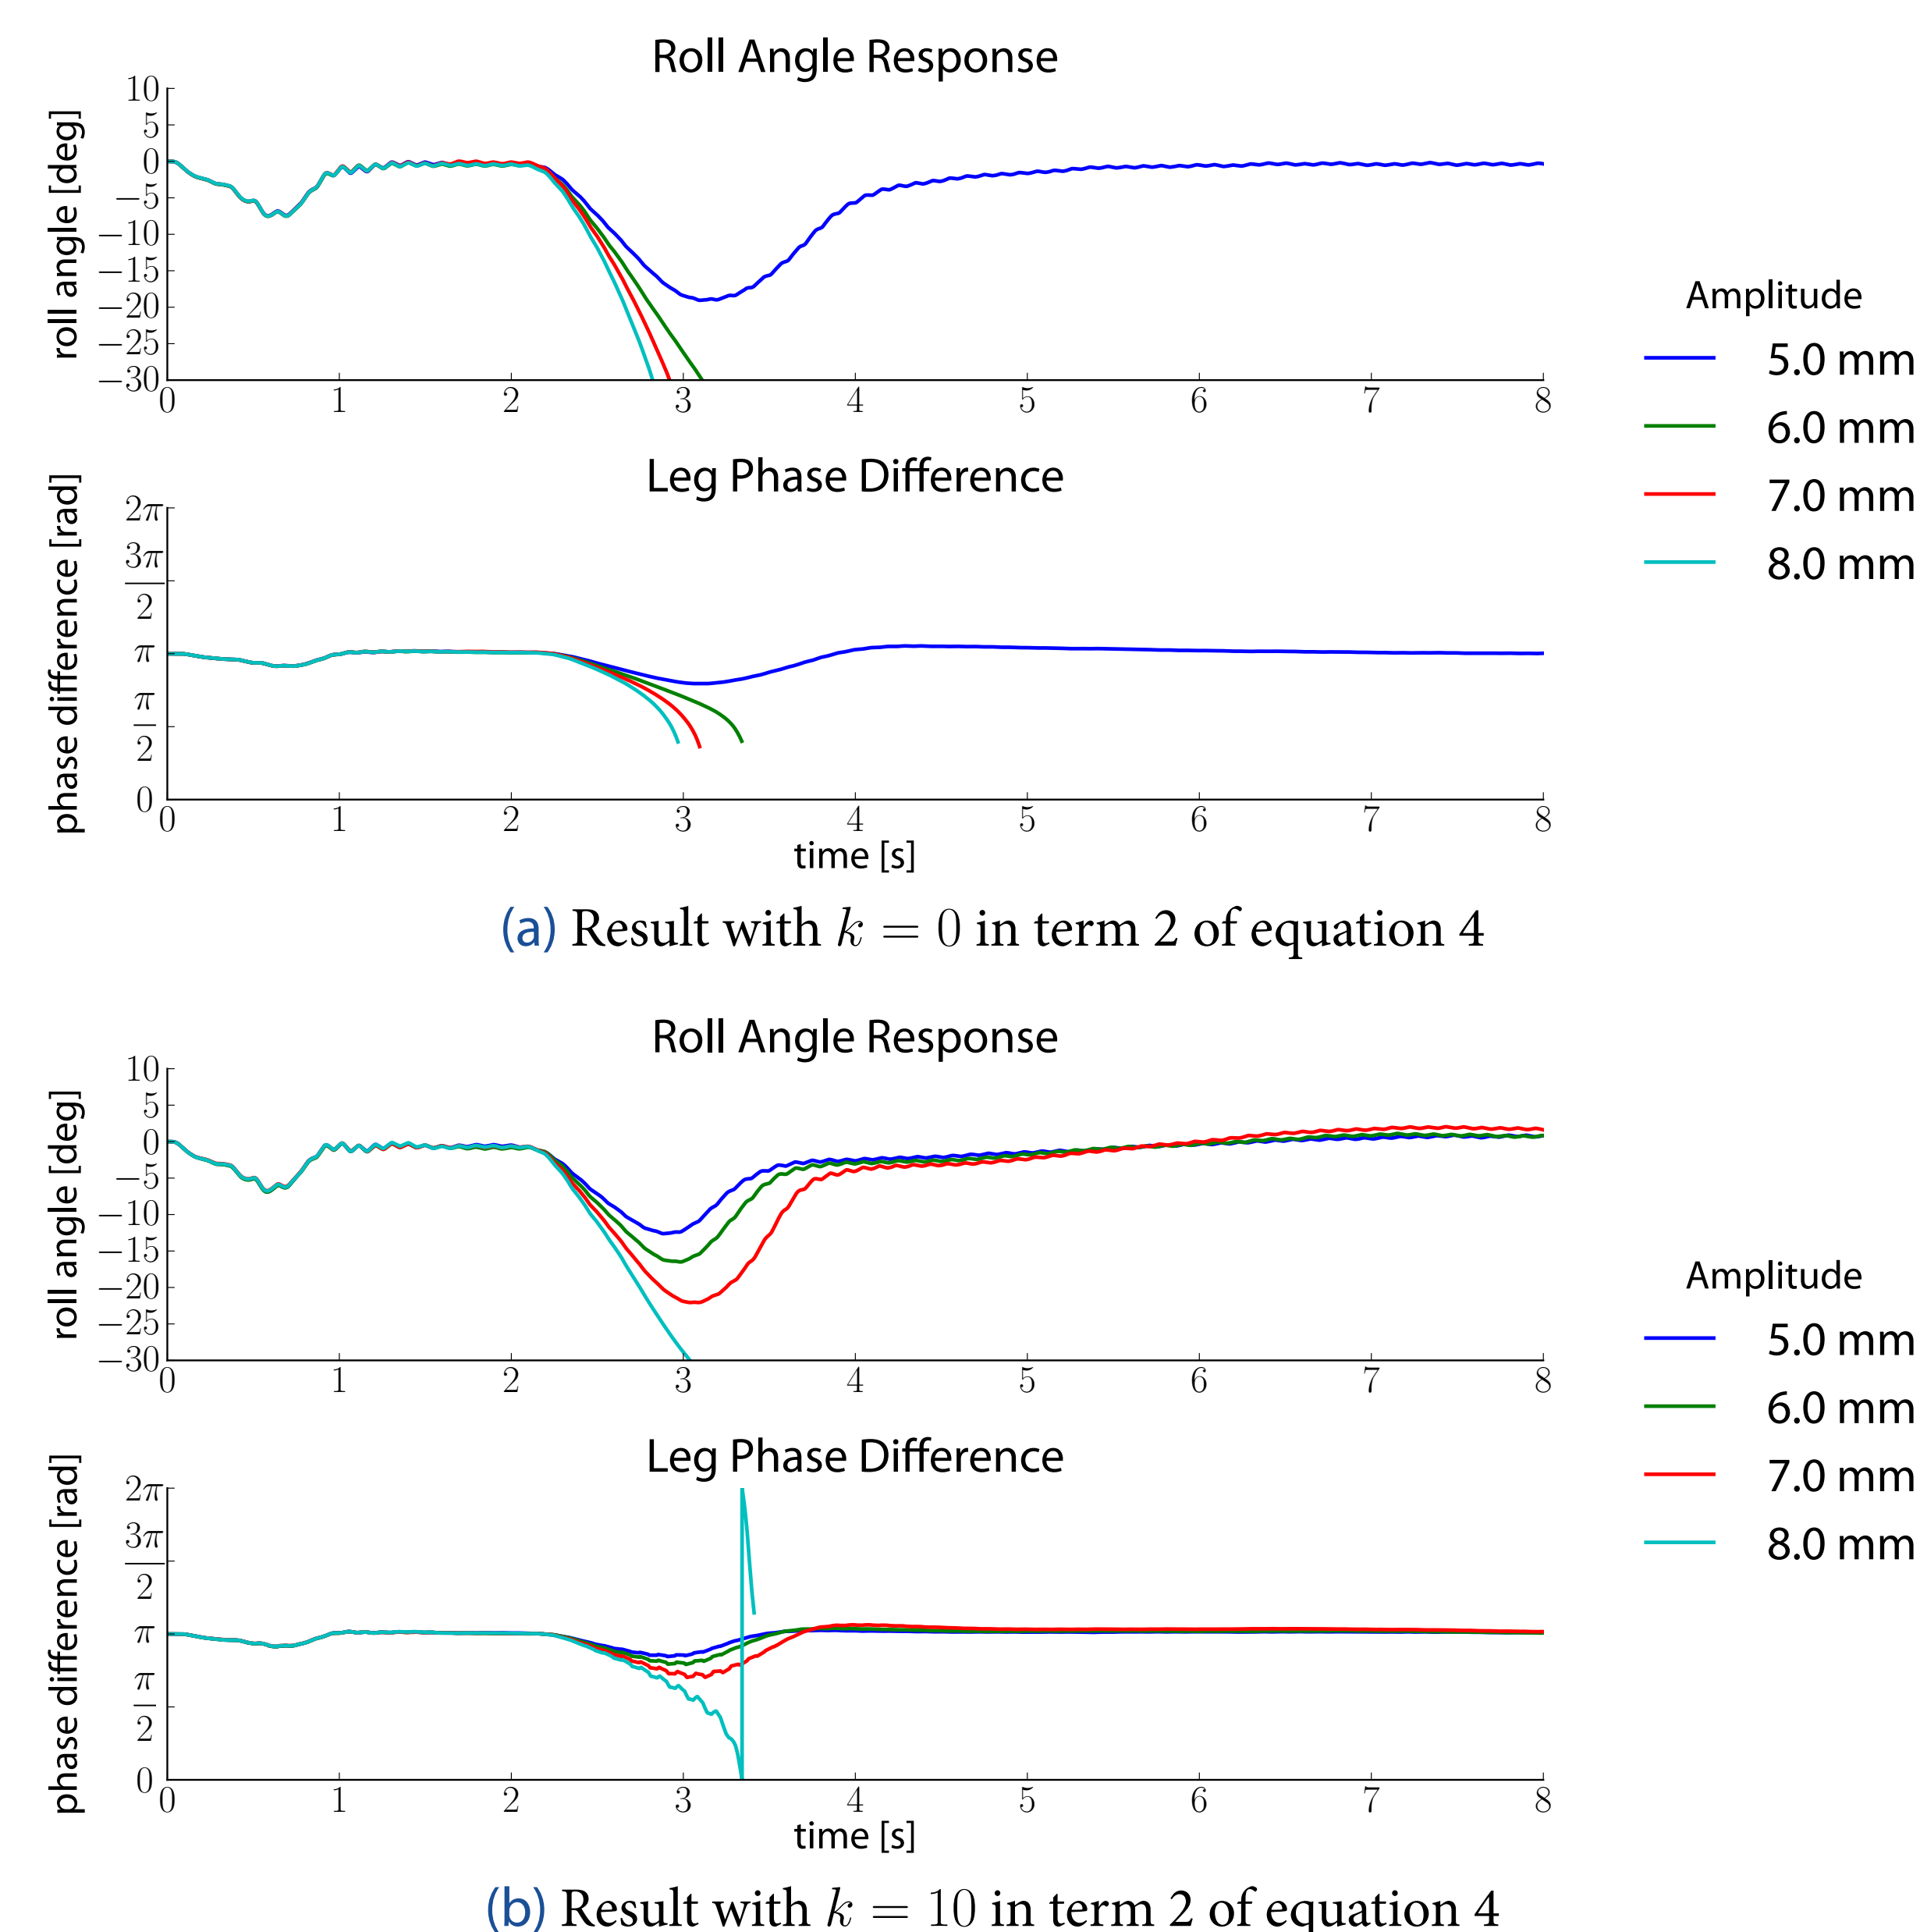 Roll Angle Response
roll angle [deg]
10
5
0
−5
−10
−15
−20
−25
−30
0 1 2 3 4 5 6 7 8
Leg Phase Difference
phase difference [rad]
2π
3π
2
π
π
2
0
0 1 2 3 4 5 6 7 8
time [s]
Amplitude
5.0 mm
6.0 mm
7.0 mm
8.0 mm
(a) Result with k = 0 in term 2 of equation 4
Roll Angle Response
roll angle [deg]
10
5
0
−5
−10
−15
−20
−25
−30
0 1 2 3 4 5 6 7 8
Leg Phase Difference
phase difference [rad]
2π
3π
2
π
π
2
0
0 1 2 3 4 5 6 7 8
time [s]
Amplitude
5.0 mm
6.0 mm
7.0 mm
8.0 mm
(b) Result with k = 10 in term 2 of equation 4